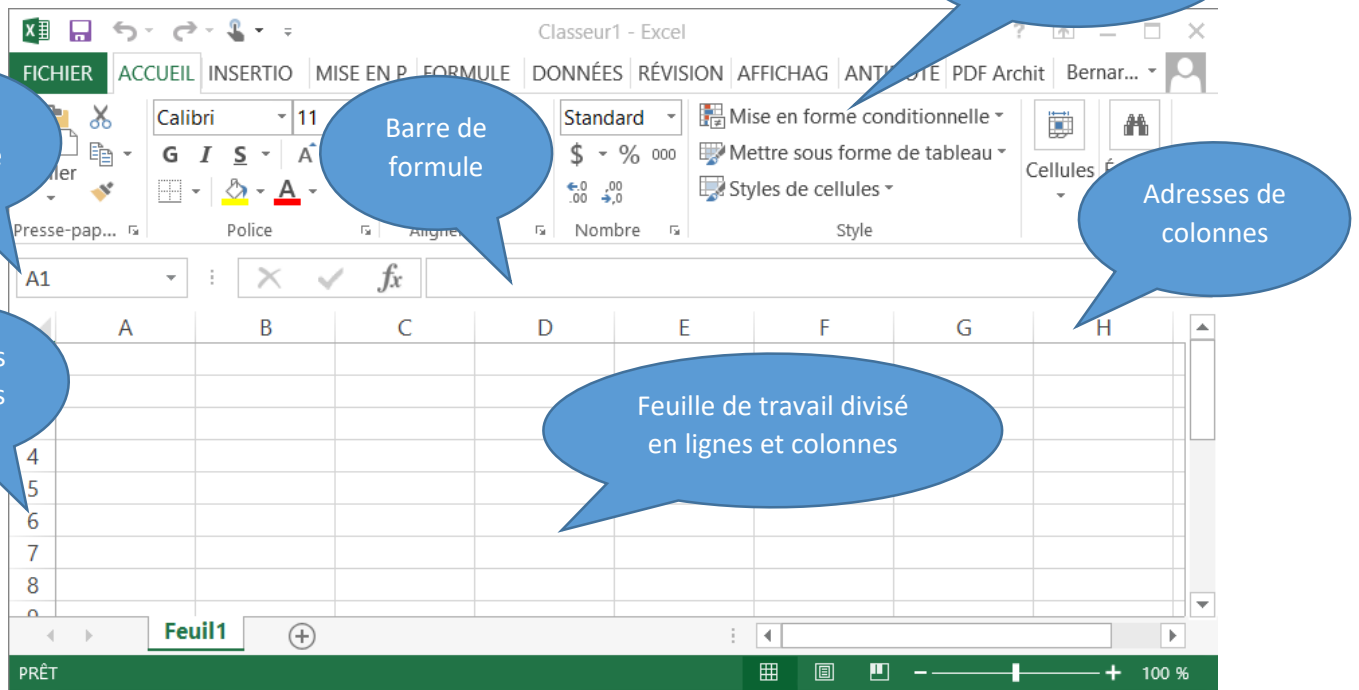 Classeur1 - Excel
FICHIER ACCUEIL INSERTIO MISE EN P FORMULE DONNÉES RÉVISION AFFICHAG PDF Archit Bernar...
Calibri 11
Barre de
formule
Standard
Mise en forme conditionnelle
G I S A
$ % 000
Mettre sous forme de tableau
Cellules
A
Styles de cellules
Adresses de
colonnes
Presse-pap... Police Nombre Style
A1 fx
A B C D E F G H
Feuille de travail divisé
en lignes et colonnes
4
5
6
7
8
Feuil1
PRÊT 100 %